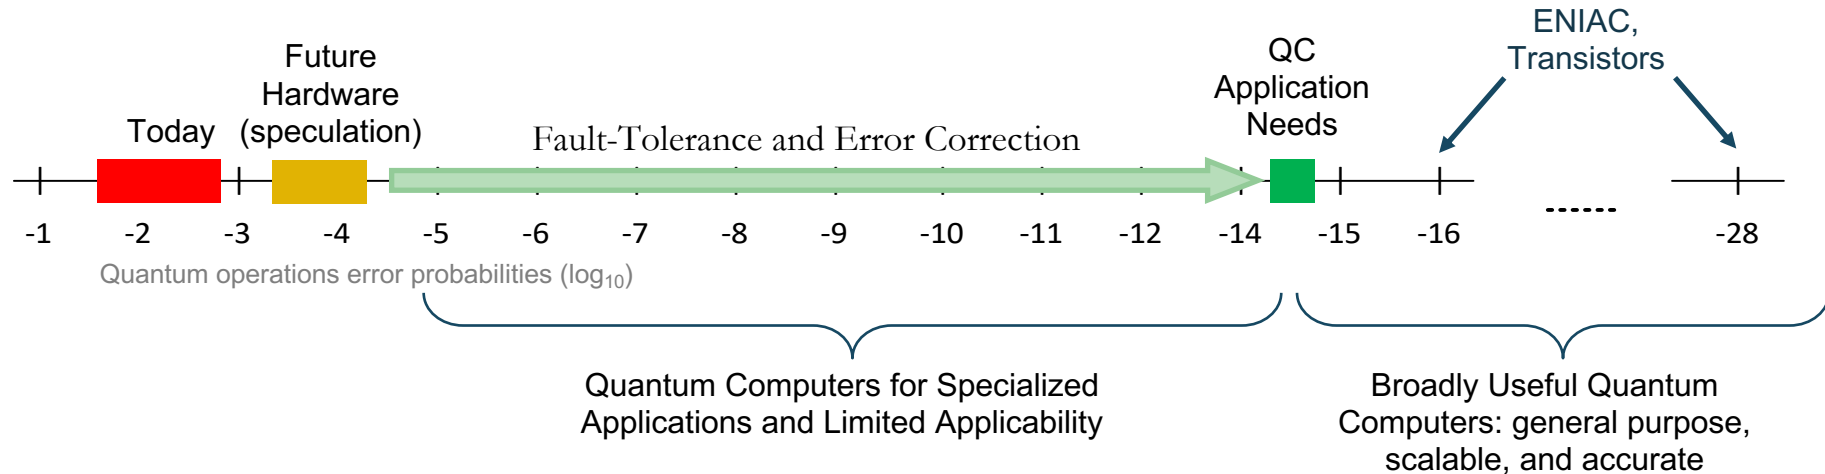 ENIAC,
Transistors
Future
Hardware
(speculation)
QC
Application
Needs
Today
Fault-Tolerance and Error Correction
-1 -2 -3 -4 -5 -6 -7 -8 -9 -10 -11 -12 -14 -15 -16 ....... -28
Quantum operations error probabilities (log₁₀)
Quantum Computers for Specialized
Applications and Limited Applicability
Broadly Useful Quantum
Computers: general purpose,
scalable, and accurate